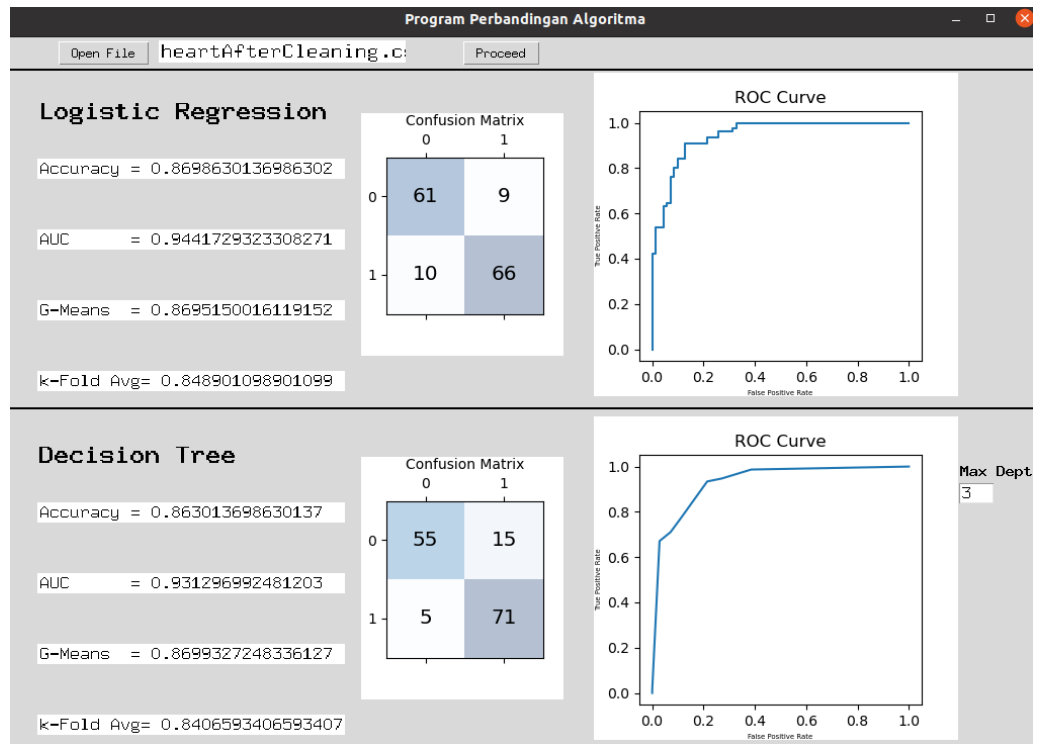 Program Perbandingan Algoritma
Open File
heartAfterCleaning.c
Proceed
Logistic Regression
Accuracy = 0.8698630136986302
AUC = 0.9441729323308271
G-Means = 0.8695150016119152
k-Fold Avg= 0.848901098901099
Confusion Matrix
0 1
0 61 9
1 10 66
ROC Curve
True Positive Rate
1.0
0.8
0.6
0.4
0.2
0.0
0.0 0.2 0.4 0.6 0.8 1.0
False Positive Rate
Decision Tree
Accuracy = 0.863013698630137
AUC = 0.931296992481203
G-Means = 0.8699327248336127
k-Fold Avg= 0.8406593406593407
Confusion Matrix
0 1
0 55 15
1 5 71
ROC Curve
True Positive Rate
1.0
0.8
0.6
0.4
0.2
0.0
0.0 0.2 0.4 0.6 0.8 1.0
False Positive Rate
Max Dept
3